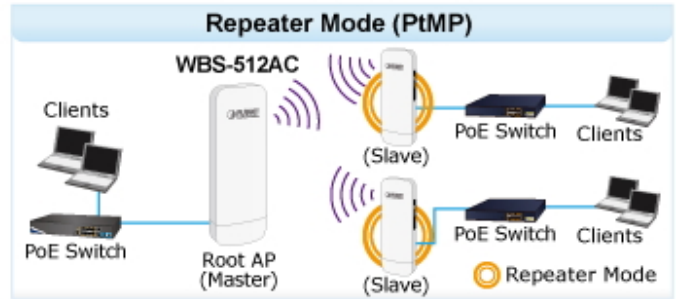 Repeater Mode (PtMP)
WBS-512AC
Clients
PoE Switch
Root AP
(Master)
(Slave)
PoE Switch
Clients
(Slave)
PoE Switch
Clients
Repeater Mode